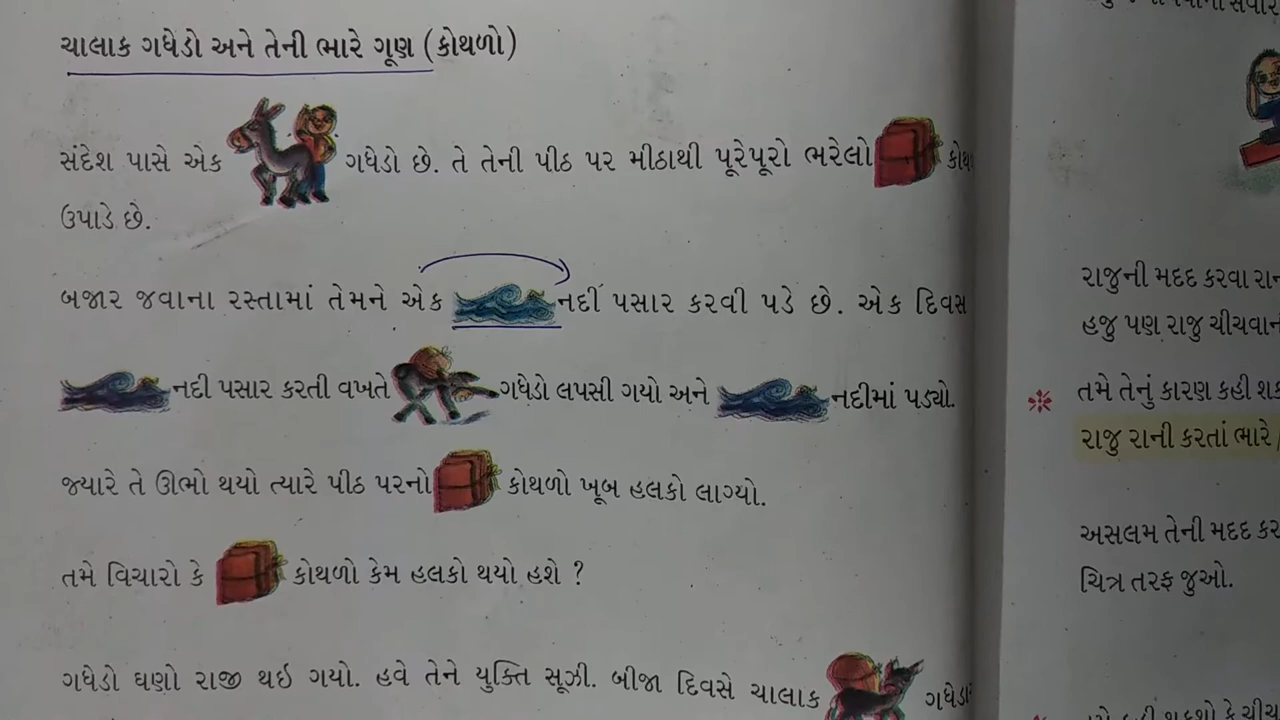 ચાલાક ગધેડો અને તેની ભારે ગૂણ (કોથળો)
સંદેશ પાસે એક ગધેડો છે. તે તેની પીઠ પર મીઠાથી પૂરેપૂરો ભરેલો
ઉપાડે છે.
બજાર જવાના રસ્તામાં તેમને એક નદી પસાર કરવી પડે છે. એક દિવસ
નદી પસાર કરતી વખતે ગધેડો લપસી ગયો અને નદીમાં પડ્યો.
જ્યારે તે ઊભો થયો ત્યારે પીઠ પરનો કોથળો ખૂબ હલકો લાગ્યો.
તમે વિચારો કે કોથળો કેમ હલકો થયો હશે ?
ગધેડો ઘણો રાજી થઇ ગયો. હવે તેને યુક્તિ સૂઝી. બીજા દિવસે ચાલાક
રાજુની મદદ કરવા
હજુ પણ રાજુ
તમે તેનું કારણ કહી
રાજુ રાની કરતાં ભારે
અસલમ તેની મદદ
ચિત્ર તરફ જુઓ.